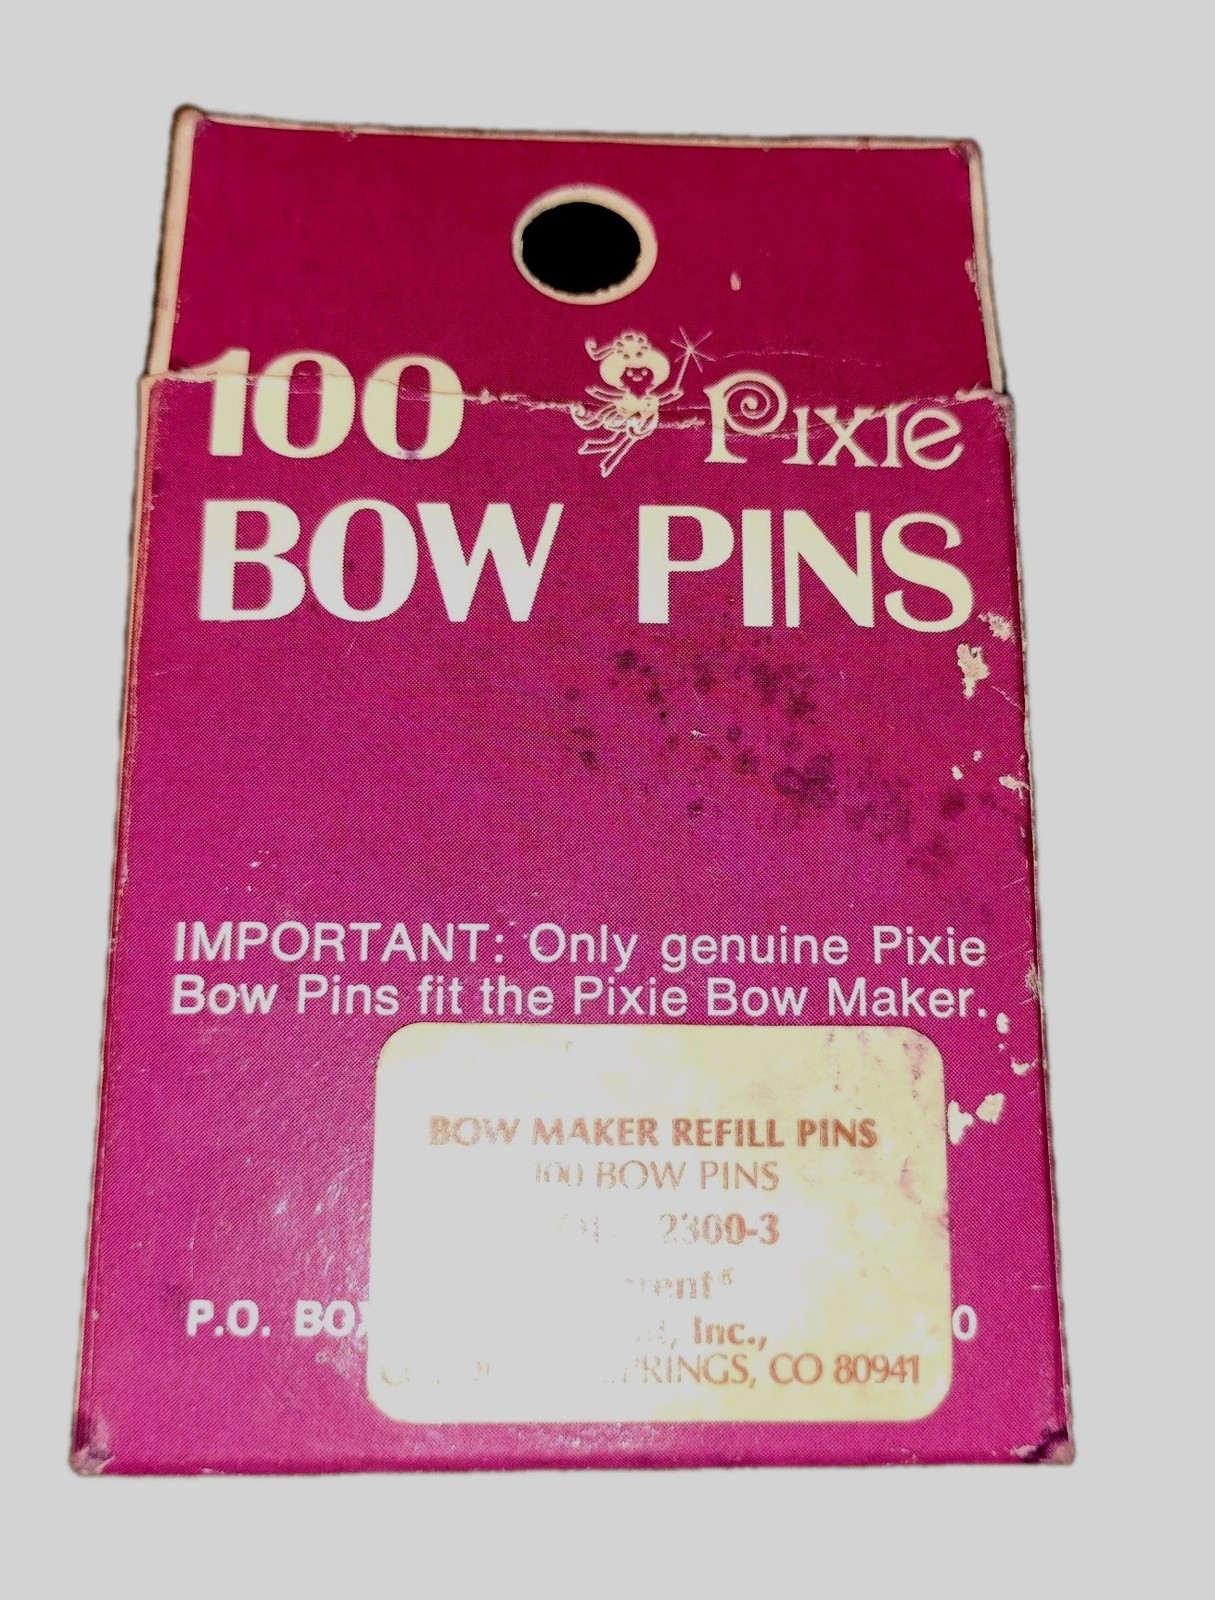 100 Pixie
BOW PINS
IMPORTANT: Only genuine Pixie
Bow Pins fit the Pixie Bow Maker.
BOW MAKER REFILL PINS
100 BOW PINS
2300-3
Inc.,
P.O. BOX
SPRINGS, CO 80941